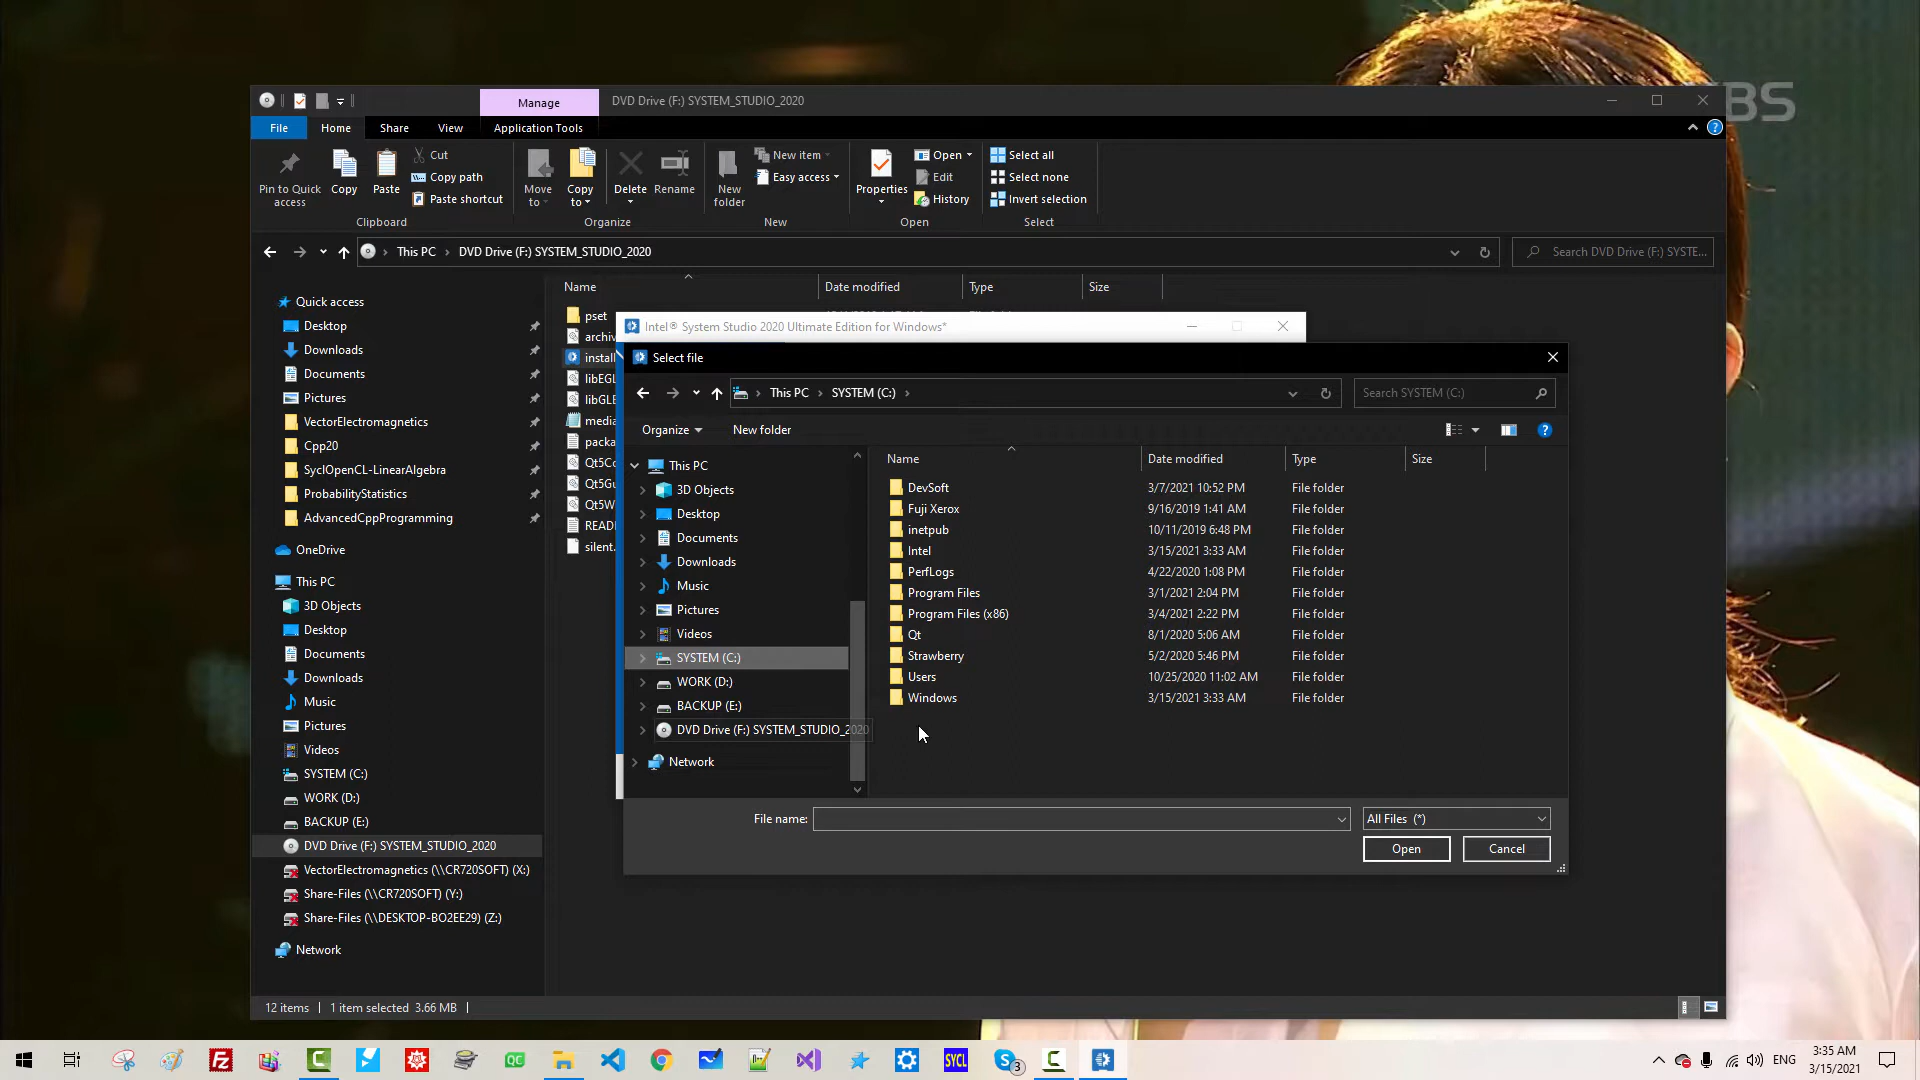 BS
Manage
DVD Drive (F:) SYSTEM_STUDIO_2020
File
Home
Share
View
Application Tools
Pin to Quick access
Copy
Paste
Cut
Copy path
Paste shortcut
Clipboard
Move to
Copy to
Delete
Rename
Organize
New folder
New item
Easy access
New
Properties
Open
Edit
History
Open
Select all
Select none
Invert selection
Select
This PC
DVD Drive (F:) SYSTEM_STUDIO_2020
Search DVD Drive (F:) SYSTE...
Name
Date modified
Type
Size
Quick access
Desktop
Downloads
Documents
Pictures
VectorElectromagnetics
Cpp20
SyclOpenCL-LinearAlgebra
ProbabilityStatistics
AdvancedCppProgramming
OneDrive
This PC
3D Objects
Desktop
Documents
Downloads
Music
Pictures
Videos
SYSTEM (C:)
WORK (D:)
BACKUP (E:)
DVD Drive (F:) SYSTEM_STUDIO_2020
VectorElectromagnetics (\\CR720SOFT) (X:)
Share-Files (\\CR720SOFT) (Y:)
Share-Files (\\DESKTOP-BO2EE29) (Z:)
Network
pset
archiv
install
libEGL
libGLE
media
packa
Qt5Co
Qt5Gu
Qt5W
READ
silent.
Intel® System Studio 2020 Ultimate Edition for Windows*
Select file
This PC
SYSTEM (C:)
Search SYSTEM (C:)
Organize
New folder
This PC
3D Objects
Desktop
Documents
Downloads
Music
Pictures
Videos
SYSTEM (C:)
WORK (D:)
BACKUP (E:)
DVD Drive (F:) SYSTEM_STUDIO_2020
Network
Name Date modified Type Size
DevSoft 3/7/2021 10:52 PM File folder
Fuji Xerox 9/16/2019 1:41 AM File folder
inetpub 10/11/2019 6:48 PM File folder
Intel 3/15/2021 3:33 AM File folder
PerfLogs 4/22/2020 1:08 PM File folder
Program Files 3/1/2021 2:04 PM File folder
Program Files (x86) 3/4/2021 2:22 PM File folder
Qt 8/1/2020 5:06 AM File folder
Strawberry 5/2/2020 5:46 PM File folder
Users 10/25/2020 11:02 AM File folder
Windows 3/15/2021 3:33 AM File folder
File name:
All Files (*)
Open
Cancel
12 items
1 item selected 3.66 MB
QC
SYCL
3
ENG
3:35 AM
3/15/2021